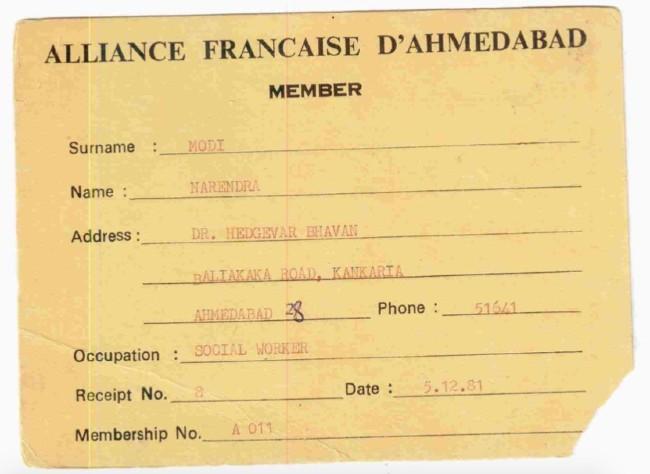 ALLIANCE FRANCAISE D'AHMEDABAD
MEMBER
Surname : MODI
Name : NARENDRA
Address : DR. HEDGEVAR BHAVAN
BALIAKAKA ROAD, KANKARIA
AHMEDABAD 28 Phone : 51641
Occupation : SOCIAL WORKER
Receipt No. 8 Date : 5.12.81
Membership No. A 011